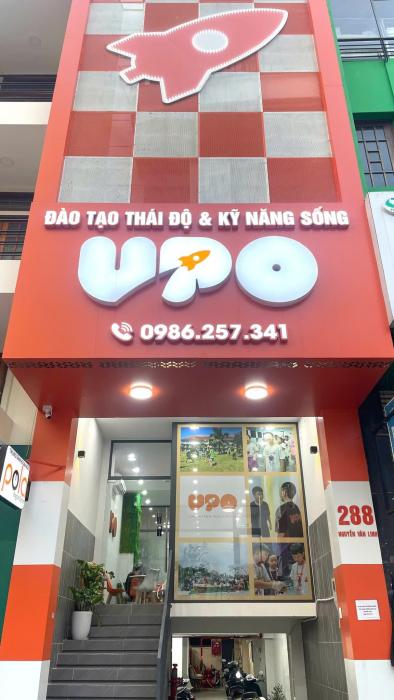 ĐÀO TẠO THÁI ĐỘ & KỸ NĂNG SỐNG
UPO
0986.257.341
UPO
288
NGUYỄN VĂN LINH